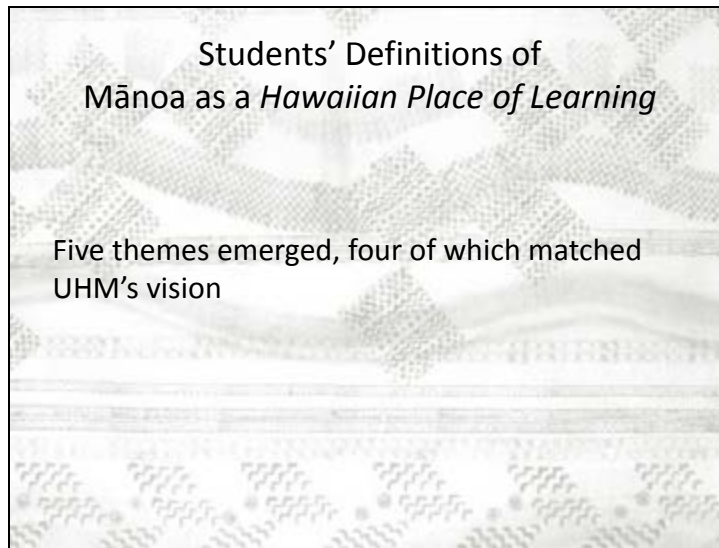 Students’ Definitions of
Mānoa as a Hawaiian Place of Learning
Five themes emerged, four of which matched
UHM’s vision